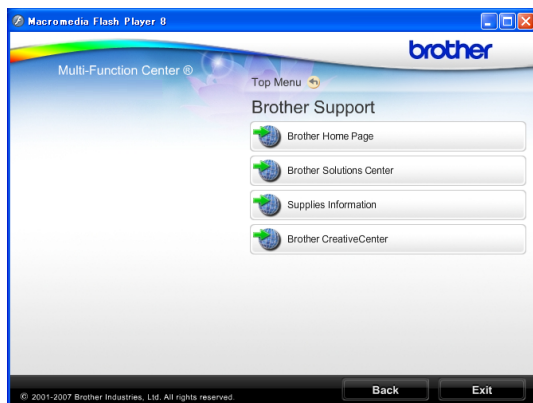 Macromedia Flash Player 8
brother
Multi-Function Center ®
Top Menu
Brother Support
Brother Home Page
Brother Solutions Center
Supplies Information
Brother CreativeCenter
Back
Exit
© 2001-2007 Brother Industries, Ltd. All rights reserved.